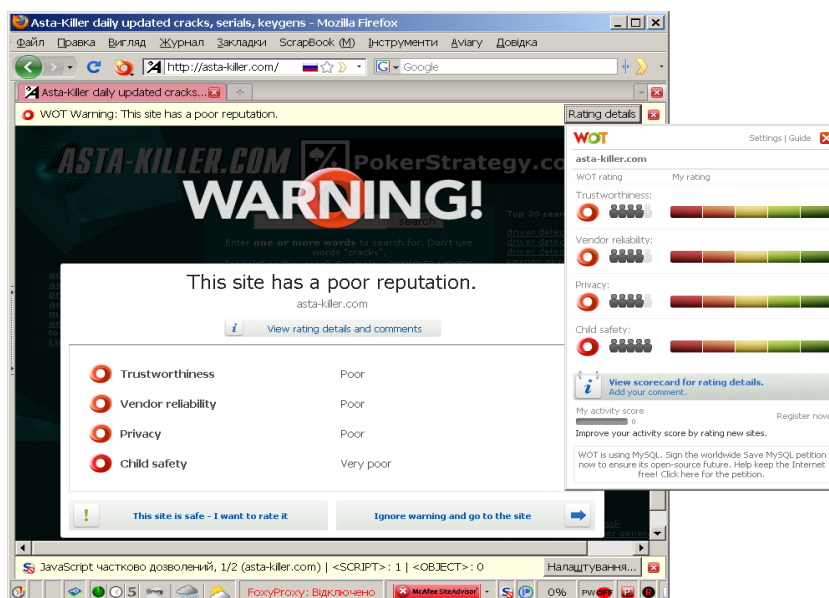 Asta-Killer daily updated cracks, serials, keygens - Mozilla Firefox
Файл Правка Вигляд Журнал Закладки ScrapBook (M) Інструменти Aviary Довідка
http://asta-killer.com/
G Google
Asta-Killer daily updated cracks...
WOT Warning: This site has a poor reputation.
Rating details
ASTA-KILLER.COM PokerStrategy.co
WARNING!
search
Top 30 sear
Enter one or more words to search for. Don't use
words "cracks",
driver detec
driver detec
This site has a poor reputation.
asta-killer.com
i View rating details and comments
Trustworthiness Poor
Vendor reliability Poor
Privacy Poor
Child safety Very poor
! This site is safe - I want to rate it
Ignore warning and go to the site
WOT
Settings | Guide
asta-killer.com
WOT rating My rating
Trustworthiness:
Vendor reliability:
Privacy:
Child safety:
i View scorecard for rating details.
Add your comment.
My activity score
0
Register now
Improve your activity score by rating new sites.
WOT is using MySQL. Sign the worldwide Save MySQL petition
now to ensure its open-source future. Help keep the Internet
free! Click here for the petition.
JavaScript частково дозволений, 1/2 (asta-killer.com) | <SCRIPT>: 1 | <OBJECT>: 0
Налаштування...
5 FoxyProxy: Відключено McAfee SiteAdvisor 0% PW OFF